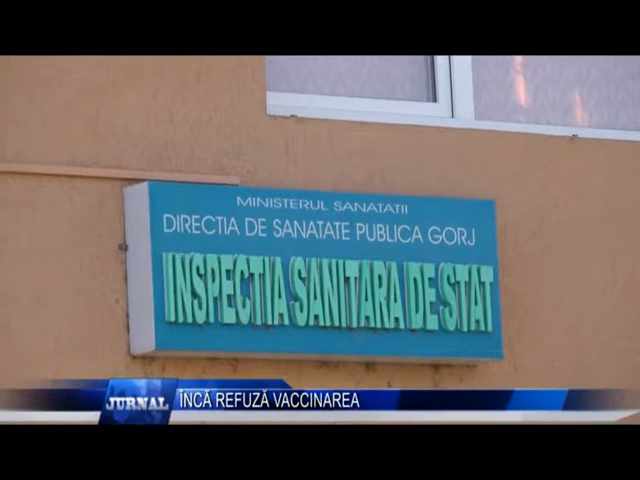 MINISTERUL SANATATII
DIRECTIA DE SANATATE PUBLICA GORJ
INSPECTIA SANITARA DE STAT
JURNAL
ÎNCĂ REFUZĂ VACCINAREA